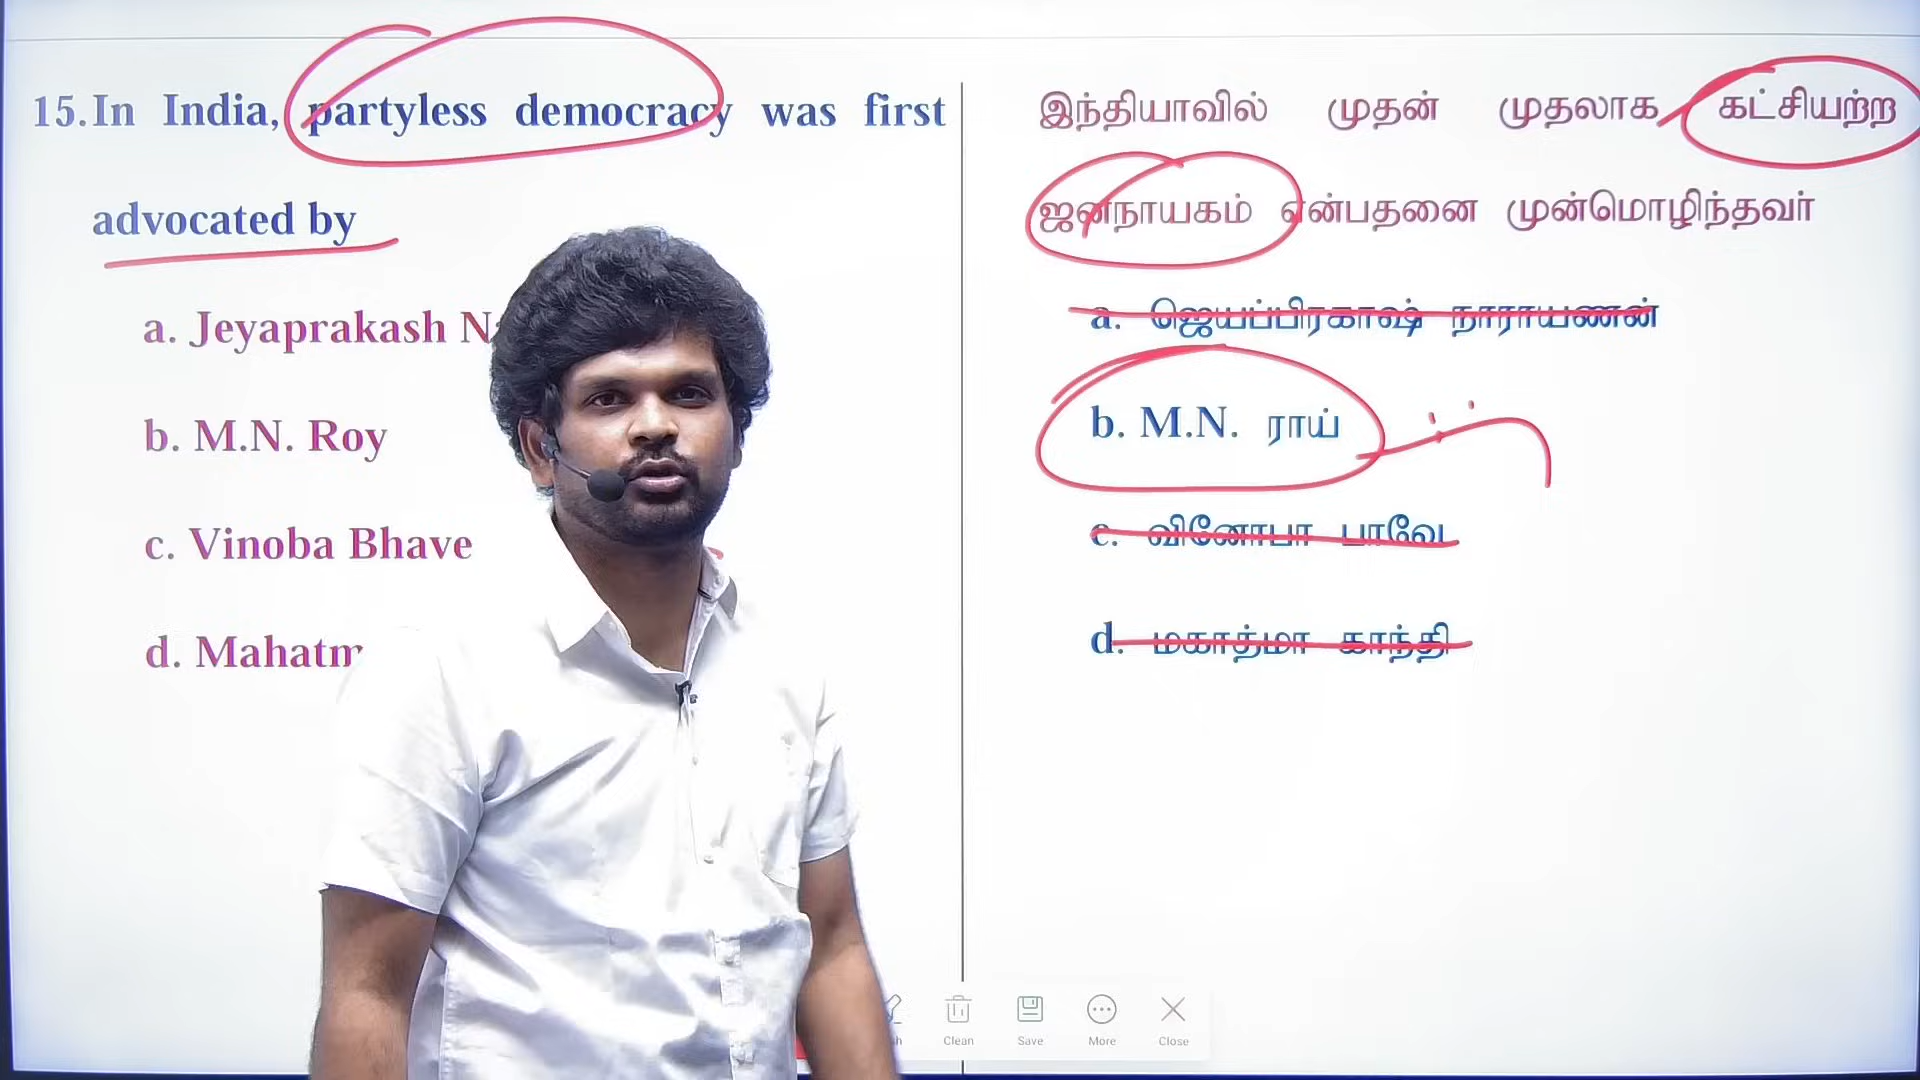 15. In India, partyless democracy was first
advocated by
a. Jeyaprakash
b. M.N. Roy
c. Vinoba Bhave
d.
இந்தியாவில் முதன் முதலாக கட்சியற்ற
ஜனநாயகம் என்பதனை முன்மொழிந்தவர்
a. ஜெயப்பிரகாஷ் நாராயணன்
b. M.N. ராய்
c. வினோபா பாவே
d. மகாத்மா காந்தி
Clean
Save
More
Close